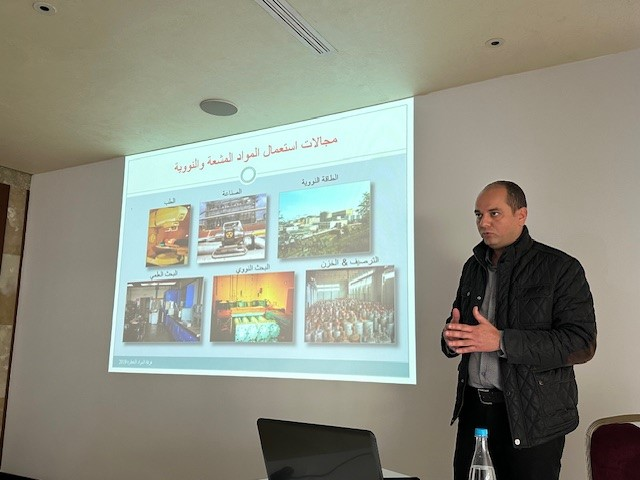 مجالات استعمال المواد المشعة والنووية
الطب
الصناعة
الطاقة النووية
البحث العلمي
البحث النووي
الترصيف & الخزن